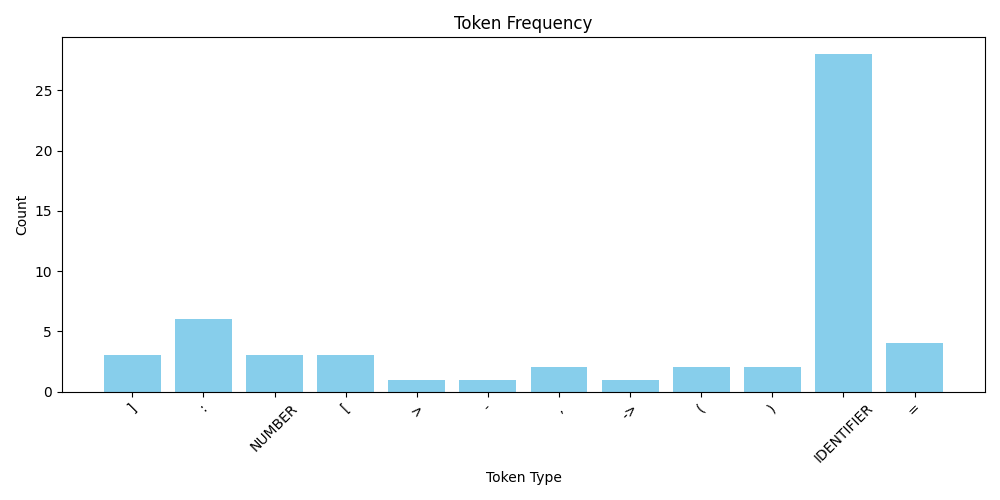 Token Frequency
Count
25
20
15
10
5
0
] : NUMBER [ > - , -> ( ) IDENTIFIER =
Token Type